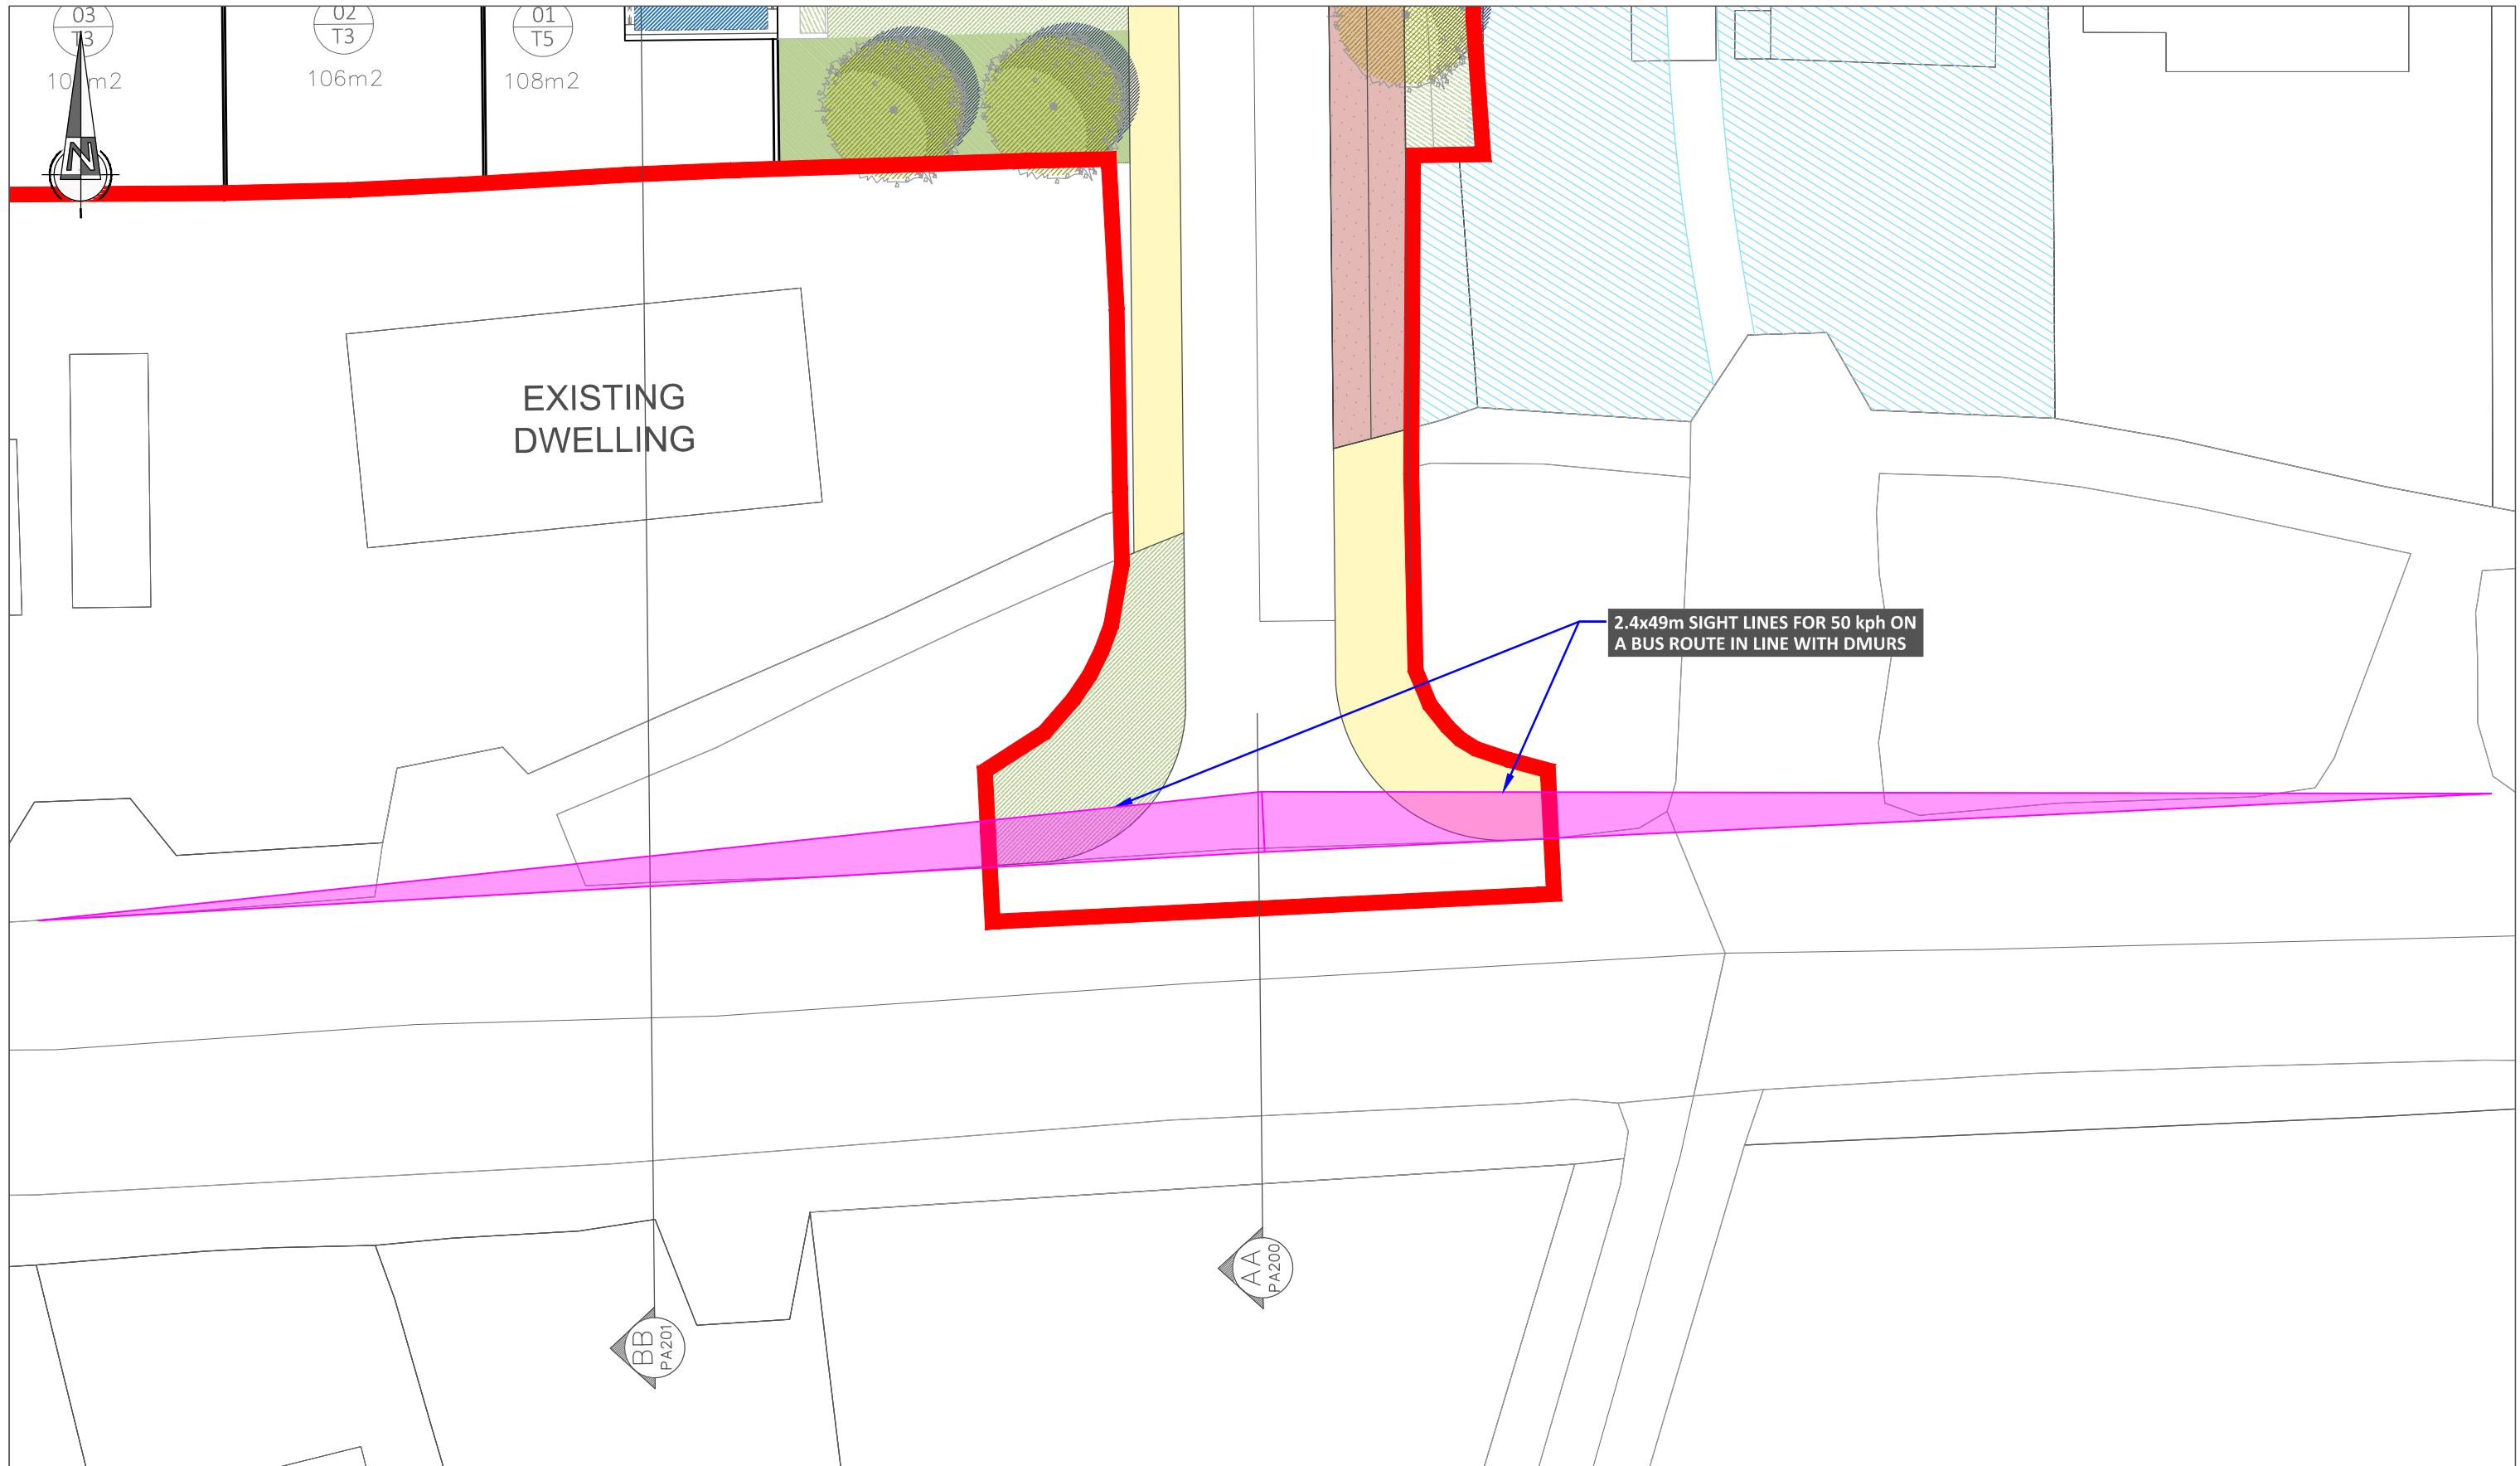 03
T3
02
T3
106m2
01
T5
108m2
N
EXISTING
DWELLING
2.4x49m SIGHT LINES FOR 50 kph ON
A BUS ROUTE IN LINE WITH DMURS
AA
PA200
BB
PA201